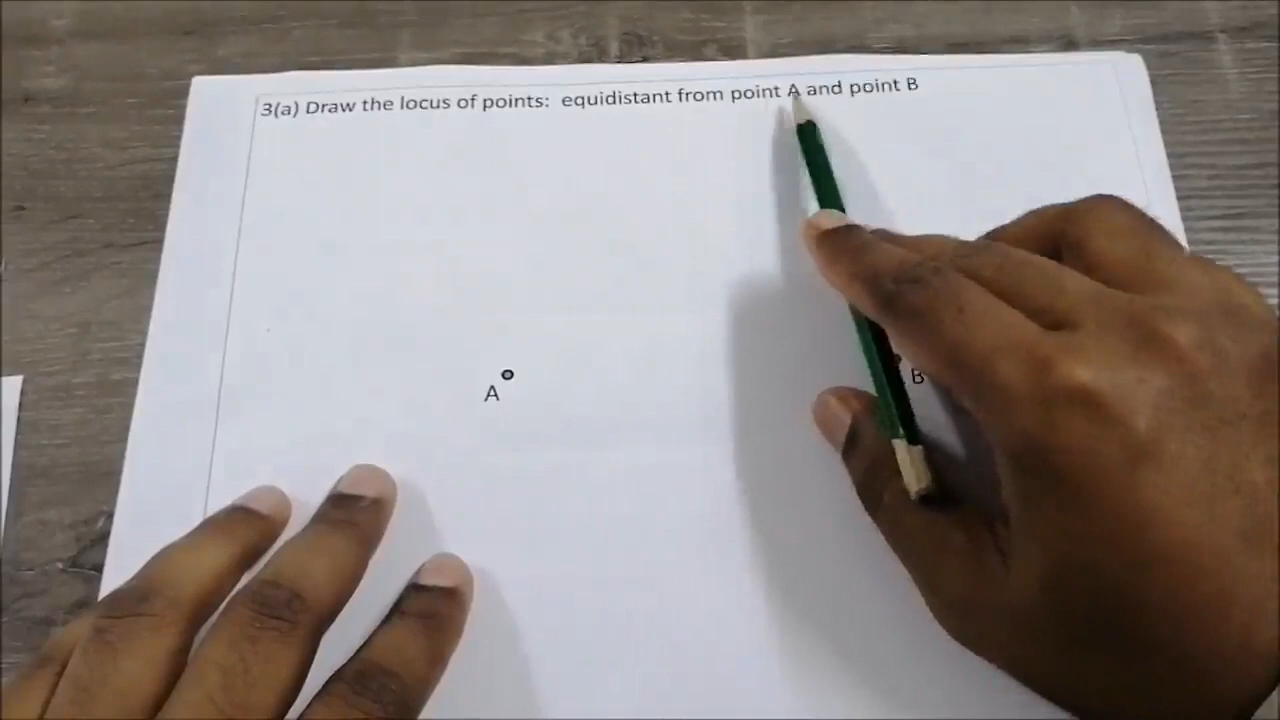 3(a) Draw the locus of points: equidistant from point A and point B
A
B